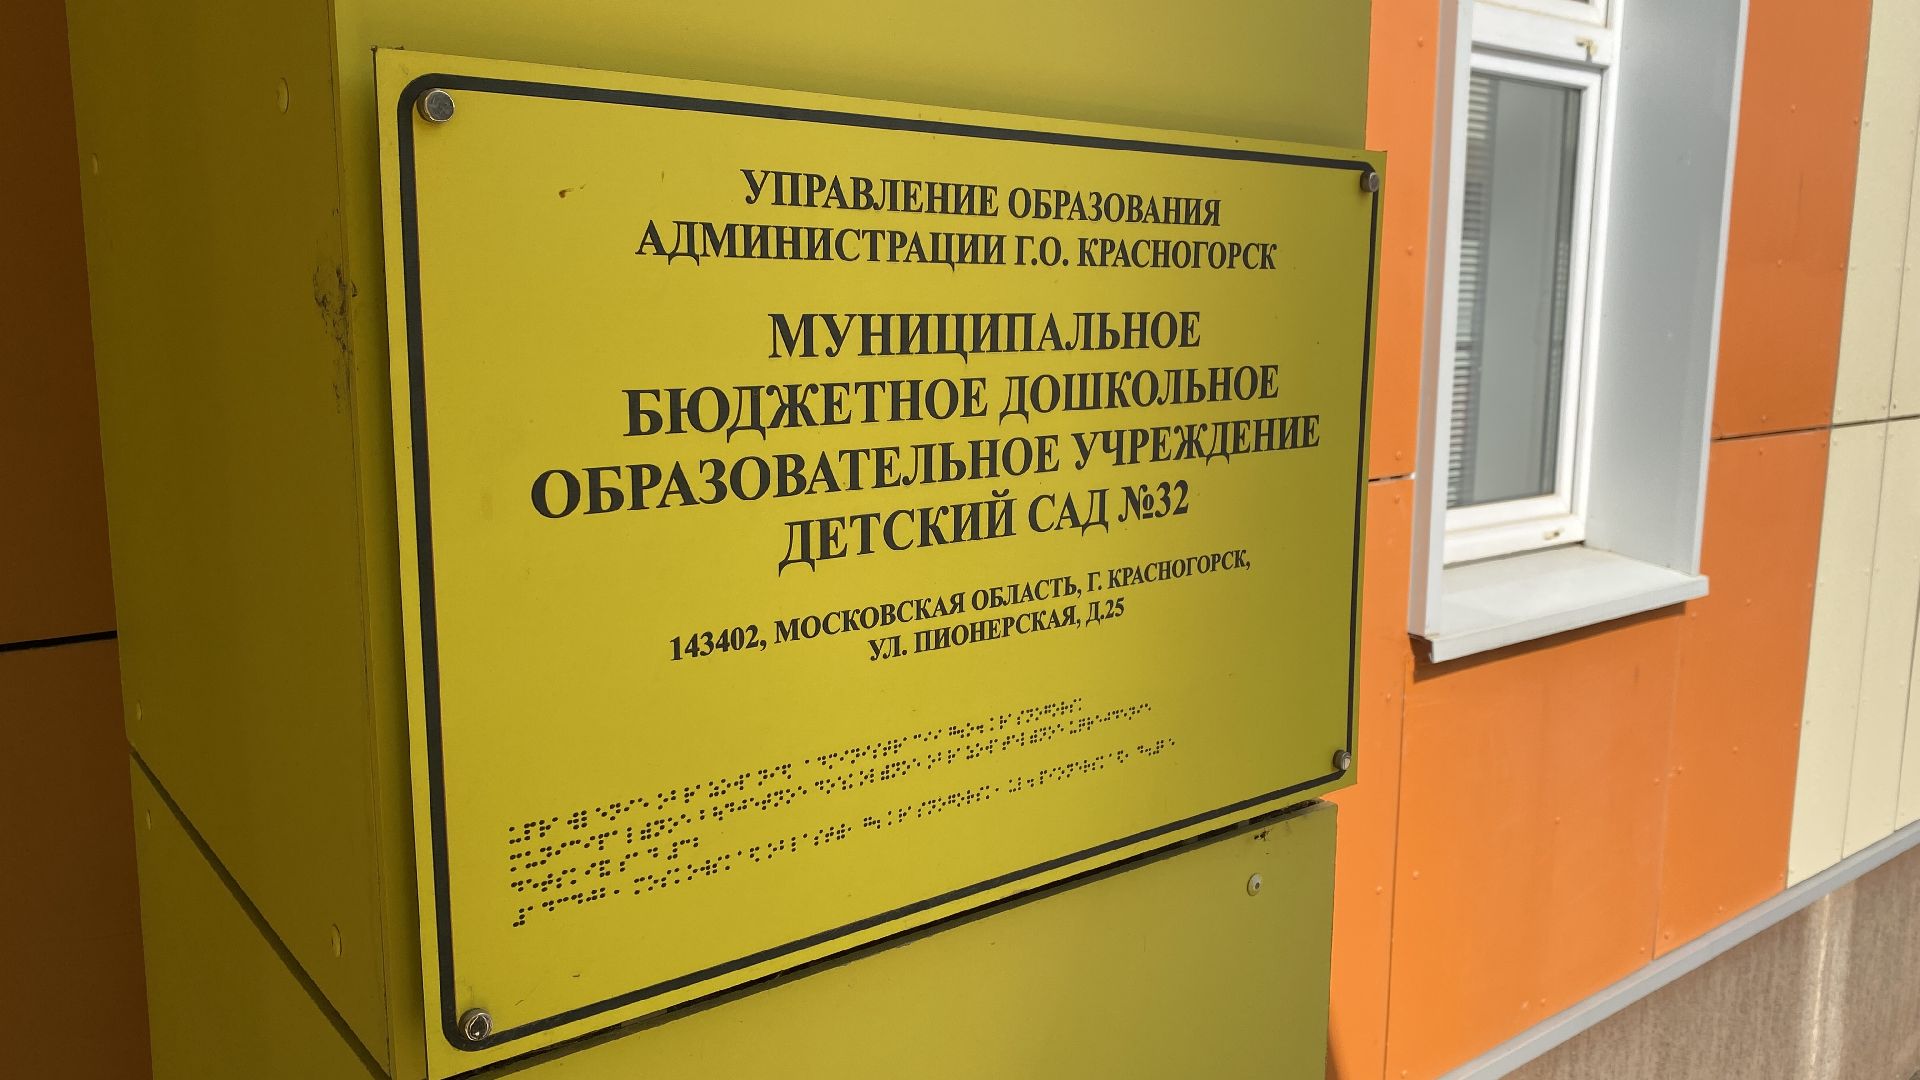 УПРАВЛЕНИЕ ОБРАЗОВАНИЯ
АДМИНИСТРАЦИИ Г.О. КРАСНОГОРСК
МУНИЦИПАЛЬНОЕ
БЮДЖЕТНОЕ ДОШКОЛЬНОЕ
ОБРАЗОВАТЕЛЬНОЕ УЧРЕЖДЕНИЕ
ДЕТСКИЙ САД №32
143402, МОСКОВСКАЯ ОБЛАСТЬ, Г. КРАСНОГОРСК,
УЛ. ПИОНЕРСКАЯ, Д.25